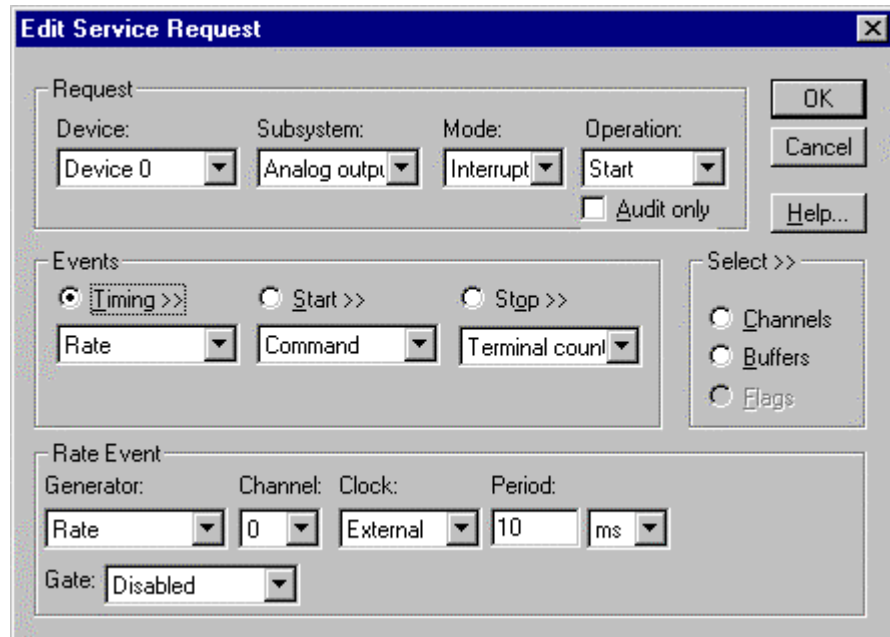 Edit Service Request
Request
OK
Device: Subsystem: Mode: Operation:
Device 0 Analog outpu Interrupt Start
Cancel
Audit only
Help...
Events
Select >>
Timing >> Start >> Stop >>
Rate Command Terminal count
Channels
Buffers
Flags
Rate Event
Generator: Channel: Clock: Period:
Rate 0 External 10 ms
Gate: Disabled